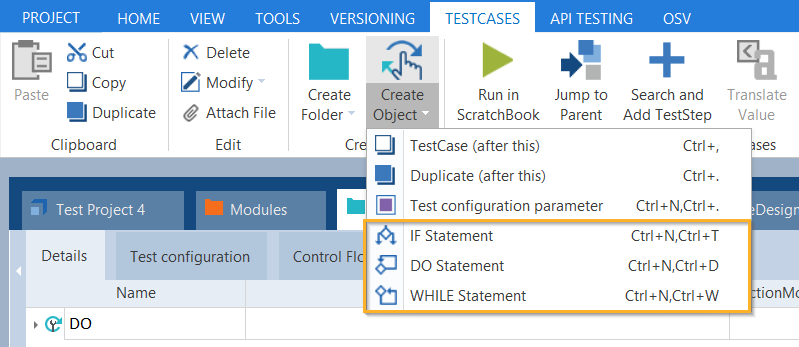 PROJECT HOME VIEW TOOLS VERSIONING TESTCASES API TESTING OSV
Paste
Cut
Copy
Duplicate
Clipboard
Delete
Modify
Attach File
Edit
Create
Folder
Create
Object
Cre
Run in
ScratchBook
Jump to
Parent
Search and
Add TestStep
Translate
Value
ases
TestCase (after this) Ctrl+,
Duplicate (after this) Ctrl+.
Test configuration parameter Ctrl+N,Ctrl+.
IF Statement Ctrl+N,Ctrl+T
DO Statement Ctrl+N,Ctrl+D
WHILE Statement Ctrl+N,Ctrl+W
Test Project 4 Modules eDesign
Details Test configuration Control Flo
Name ctionMo
DO